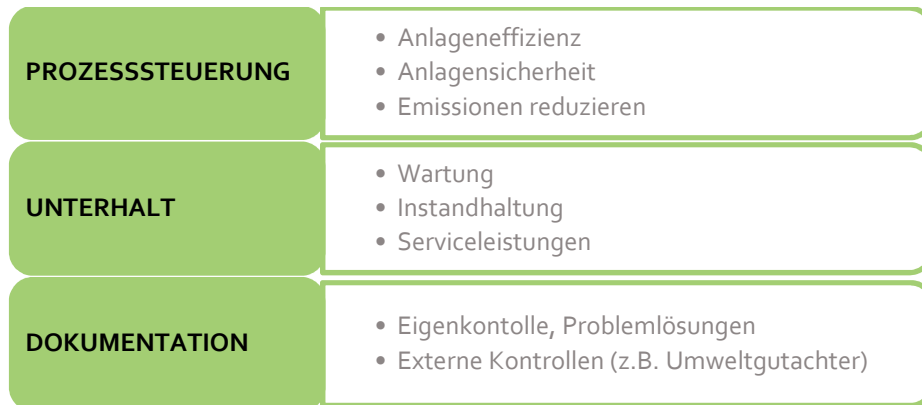 PROZESSSTEUERUNG
• Anlageneffizienz
• Anlagensicherheit
• Emissionen reduzieren
UNTERHALT
• Wartung
• Instandhaltung
• Serviceleistungen
DOKUMENTATION
• Eigenkontolle, Problemlösungen
• Externe Kontrollen (z.B. Umweltgutachter)